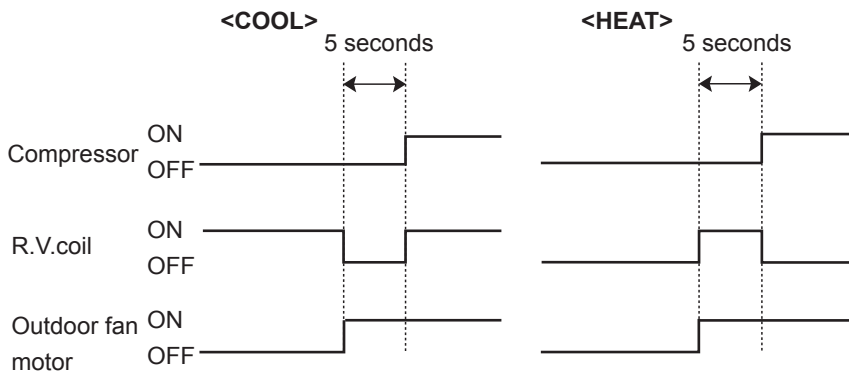 <COOL>
<HEAT>
5 seconds
5 seconds
Compressor
ON
OFF
R.V.coil
ON
OFF
Outdoor fan
motor
ON
OFF